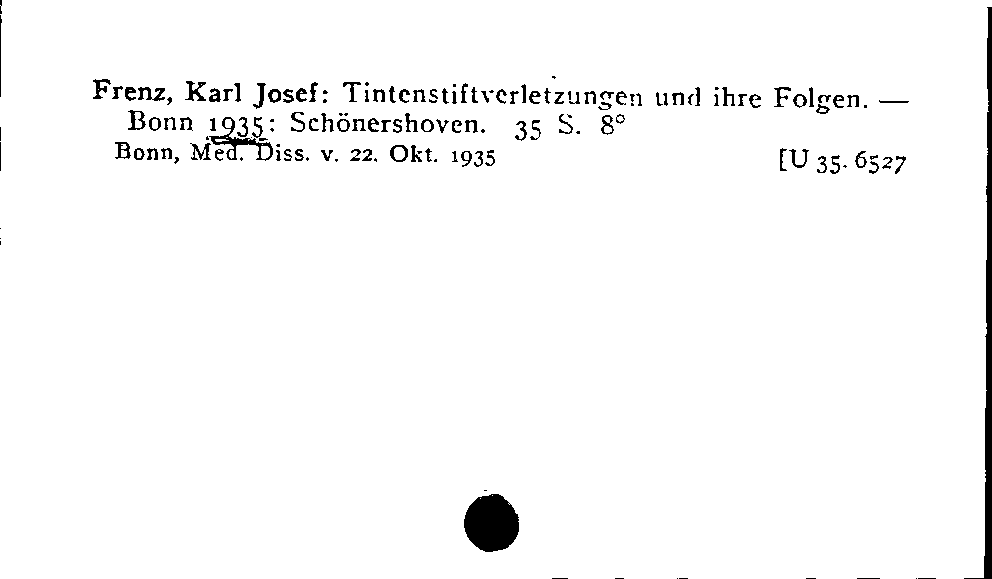 Frenz, Karl Josef: Tintenstiftverletzungen und ihre Folgen. —
Bonn 1935: Schönershoven. 35 S. 8°
Bonn, Med. Diss. v. 22. Okt. 1935 [U 35. 6527